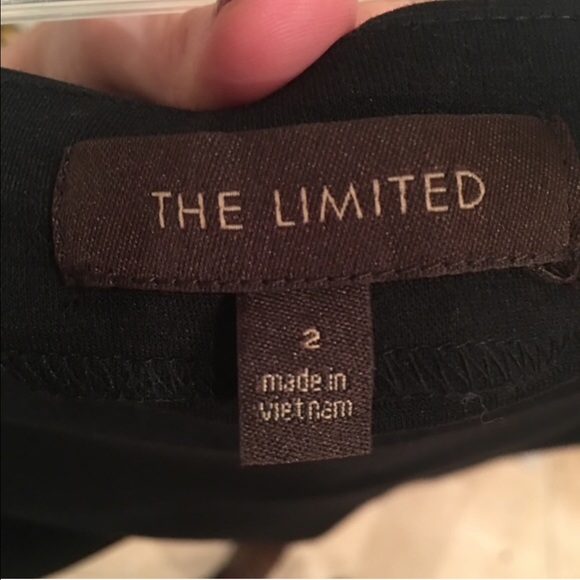 THE LIMITED
2
made in
vietnam